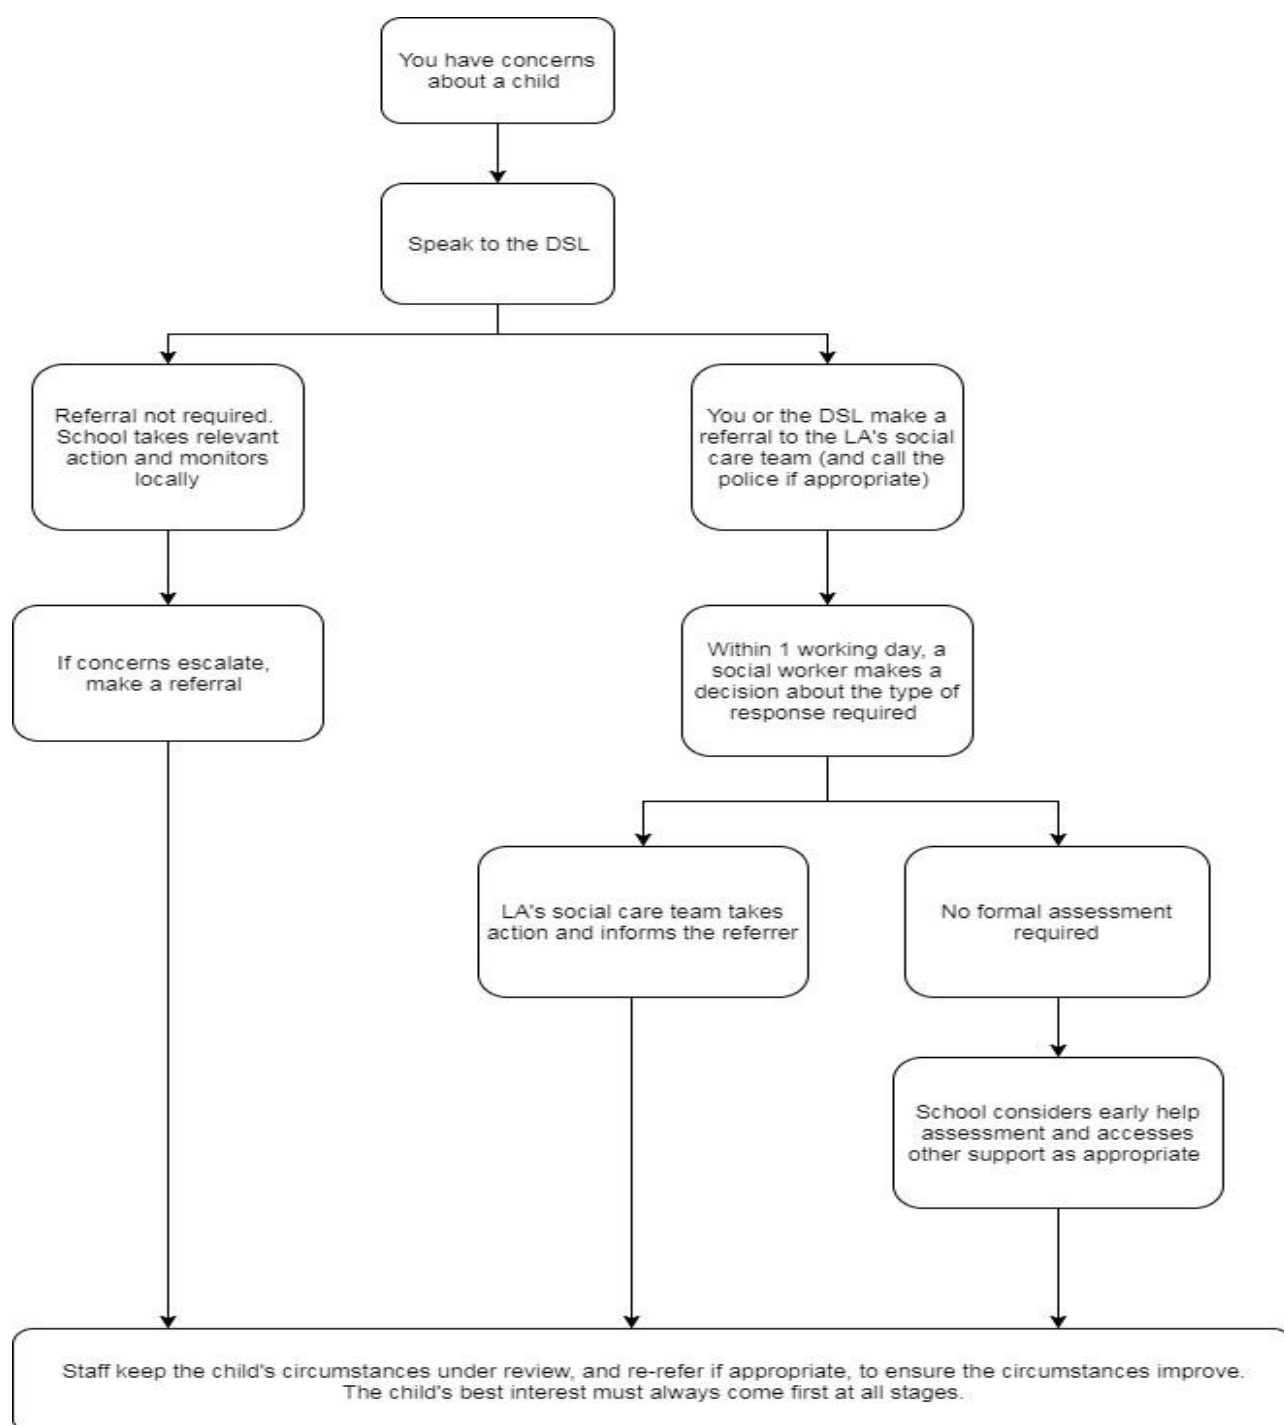 You have concerns
about a child
Speak to the DSL
Referral not required.
School takes relevant
action and monitors
locally
You or the DSL make a
referral to the LA's social
care team (and call the
police if appropriate)
If concerns escalate,
make a referral
Within 1 working day, a
social worker makes a
decision about the type of
response required
LA's social care team takes
action and informs the referrer
No formal assessment
required
School considers early help
assessment and accesses
other support as appropriate
Staff keep the child's circumstances under review, and re-refer if appropriate, to ensure the circumstances improve.
The child's best interest must always come first at all stages.